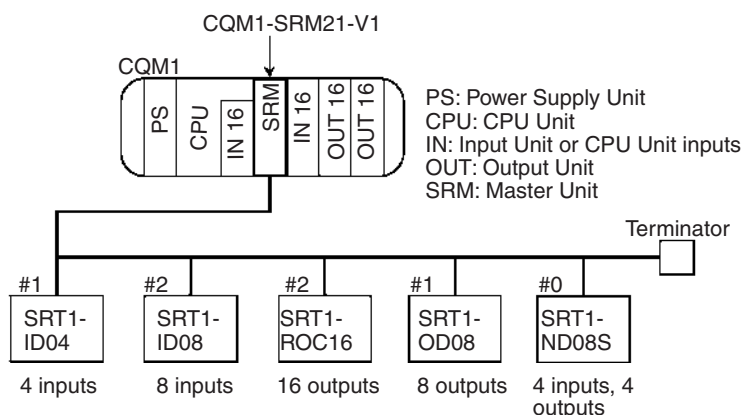 CQM1-SRM21-V1
CQM1
PS
CPU
IN 16
SRM
IN 16
OUT 16
OUT 16
PS: Power Supply Unit
CPU: CPU Unit
IN: Input Unit or CPU Unit inputs
OUT: Output Unit
SRM: Master Unit
Terminator
#1
SRT1-
ID04
4 inputs
#2
SRT1-
ID08
8 inputs
#2
SRT1-
ROC16
16 outputs
#1
SRT1-
OD08
8 outputs
#0
SRT1-
ND08S
4 inputs, 4
outputs